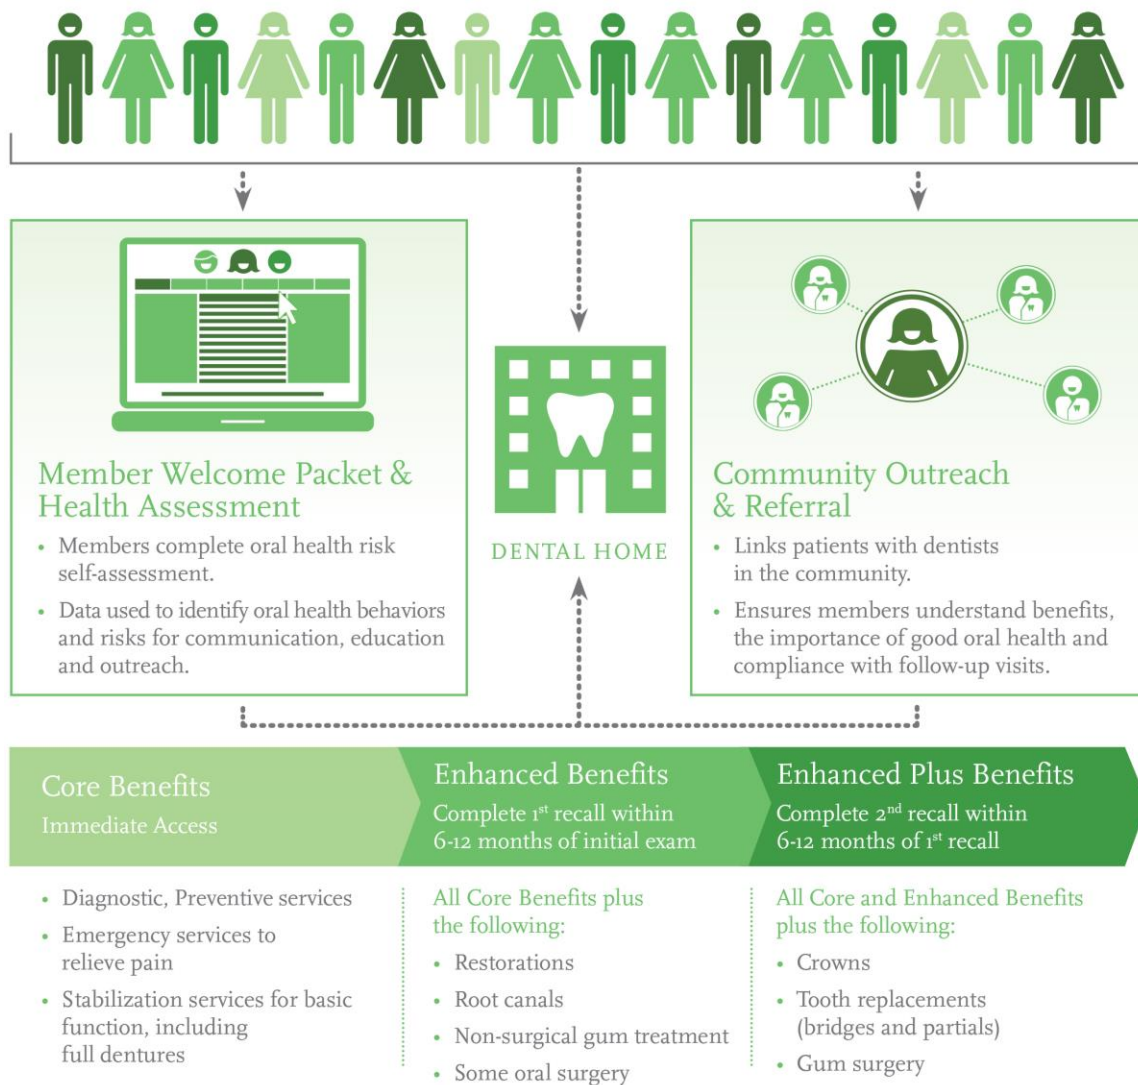 Member Welcome Packet &
Health Assessment
• Members complete oral health risk
self-assessment.
• Data used to identify oral health behaviors
and risks for communication, education
and outreach.
DENTAL HOME
Community Outreach
& Referral
• Links patients with dentists
in the community.
• Ensures members understand benefits,
the importance of good oral health and
compliance with follow-up visits.
Core Benefits
Immediate Access
Enhanced Benefits
Complete 1st recall within
6-12 months of initial exam
Enhanced Plus Benefits
Complete 2nd recall within
6-12 months of 1st recall
• Diagnostic, Preventive services
• Emergency services to
relieve pain
• Stabilization services for basic
function, including
full dentures
All Core Benefits plus
the following:
• Restorations
• Root canals
• Non-surgical gum treatment
• Some oral surgery
All Core and Enhanced Benefits
plus the following:
• Crowns
• Tooth replacements
(bridges and partials)
• Gum surgery